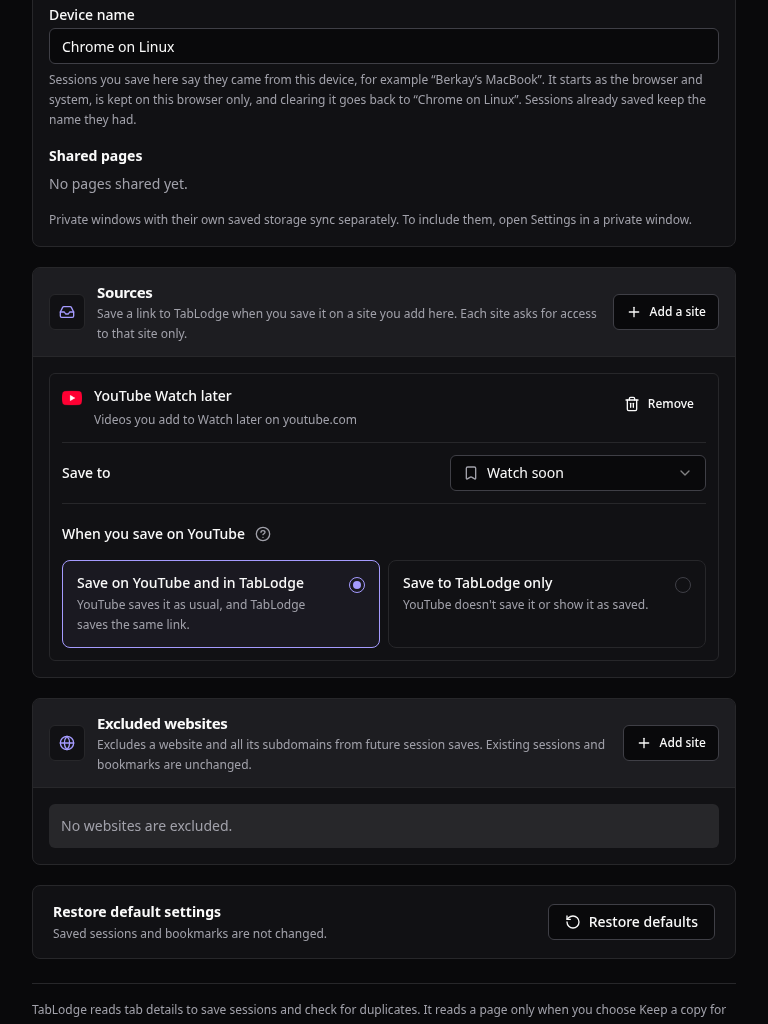 Device name
Chrome on Linux
Sessions you save here say they came from this device, for example “Berkay’s MacBook”. It starts as the browser and
system, is kept on this browser only, and clearing it goes back to “Chrome on Linux”. Sessions already saved keep the
name they had.
Shared pages
No pages shared yet.
Private windows with their own saved storage sync separately. To include them, open Settings in a private window.
Sources
Save a link to TabLodge when you save it on a site you add here. Each site asks for access
to that site only.
Add a site
YouTube Watch later
Videos you add to Watch later on youtube.com
Remove
Save to
Watch soon
When you save on YouTube
Save on YouTube and in TabLodge
YouTube saves it as usual, and TabLodge
saves the same link.
Save to TabLodge only
YouTube doesn't save it or show it as saved.
Excluded websites
Excludes a website and all its subdomains from future session saves. Existing sessions and
bookmarks are unchanged.
Add site
No websites are excluded.
Restore default settings
Saved sessions and bookmarks are not changed.
Restore defaults
TabLodge reads tab details to save sessions and check for duplicates. It reads a page only when you choose Keep a copy for